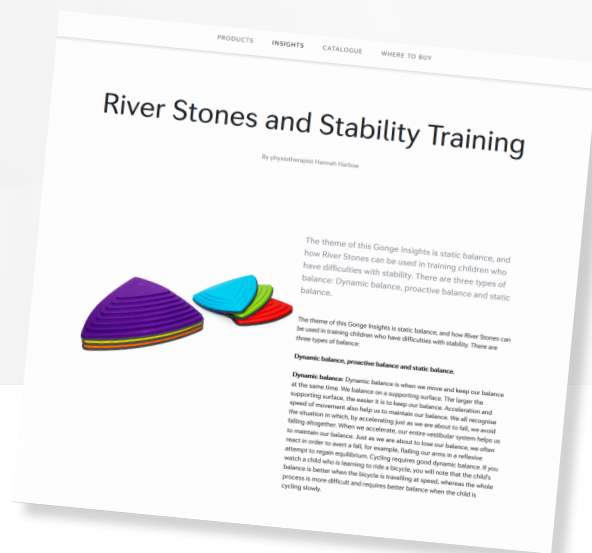 PRODUCTS INSIGHTS CATALOGUE WHERE TO BUY
River Stones and Stability Training
By physiotherapist Hannah Harboe
The theme of this Gonge Insights is static balance, and
how River Stones can be used in training children who
have difficulties with stability. There are three types of
balance: Dynamic balance, proactive balance and static
balance.
The theme of this Gonge Insights is static balance, and how River Stones can
be used in training children who have difficulties with stability. There are
three types of balance:
Dynamic balance, proactive balance and static balance.
Dynamic balance: Dynamic balance is when we move and keep our balance
at the same time. We balance on a supporting surface. The larger the
supporting surface, the easier it is to keep our balance. Acceleration and
speed of movement also help us to maintain our balance. We all recognise
the situation in which, by accelerating just as we are about to fall, we avoid
falling altogether. When we accelerate, our entire vestibular system helps us
to maintain our balance. Just as we are about to lose our balance, we often
react in order to avert a fall, for example, flailing our arms in a reflexive
attempt to regain equilibrium. Cycling requires good dynamic balance. If you
watch a child who is learning to ride a bicycle, you will note that the child's
balance is better when the bicycle is travelling at speed, whereas the whole
process is more difficult and requires better balance when the child is
cycling slowly.